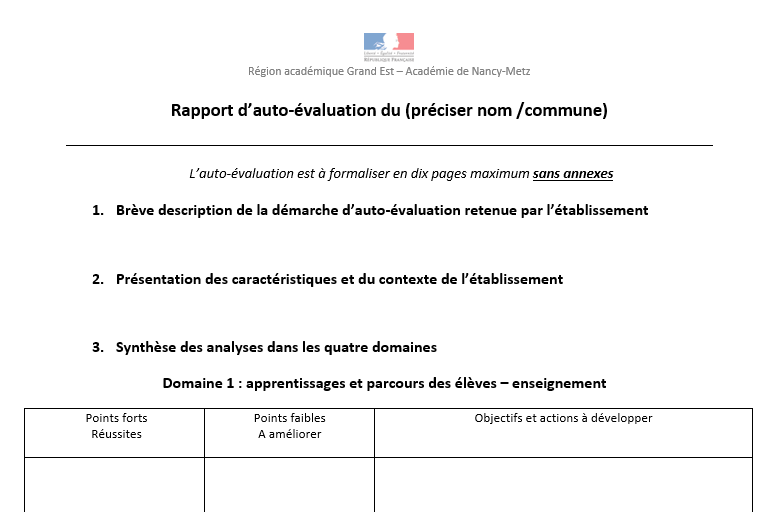 Liberté • Égalité • Fraternité
RÉPUBLIQUE FRANÇAISE
Région académique Grand Est – Académie de Nancy-Metz
Rapport d’auto-évaluation du (préciser nom /commune)
L’auto-évaluation est à formaliser en dix pages maximum sans annexes
1. Brève description de la démarche d’auto-évaluation retenue par l’établissement
2. Présentation des caractéristiques et du contexte de l’établissement
3. Synthèse des analyses dans les quatre domaines
Domaine 1 : apprentissages et parcours des élèves – enseignement
Points forts
Réussites
Points faibles
A améliorer
Objectifs et actions à développer